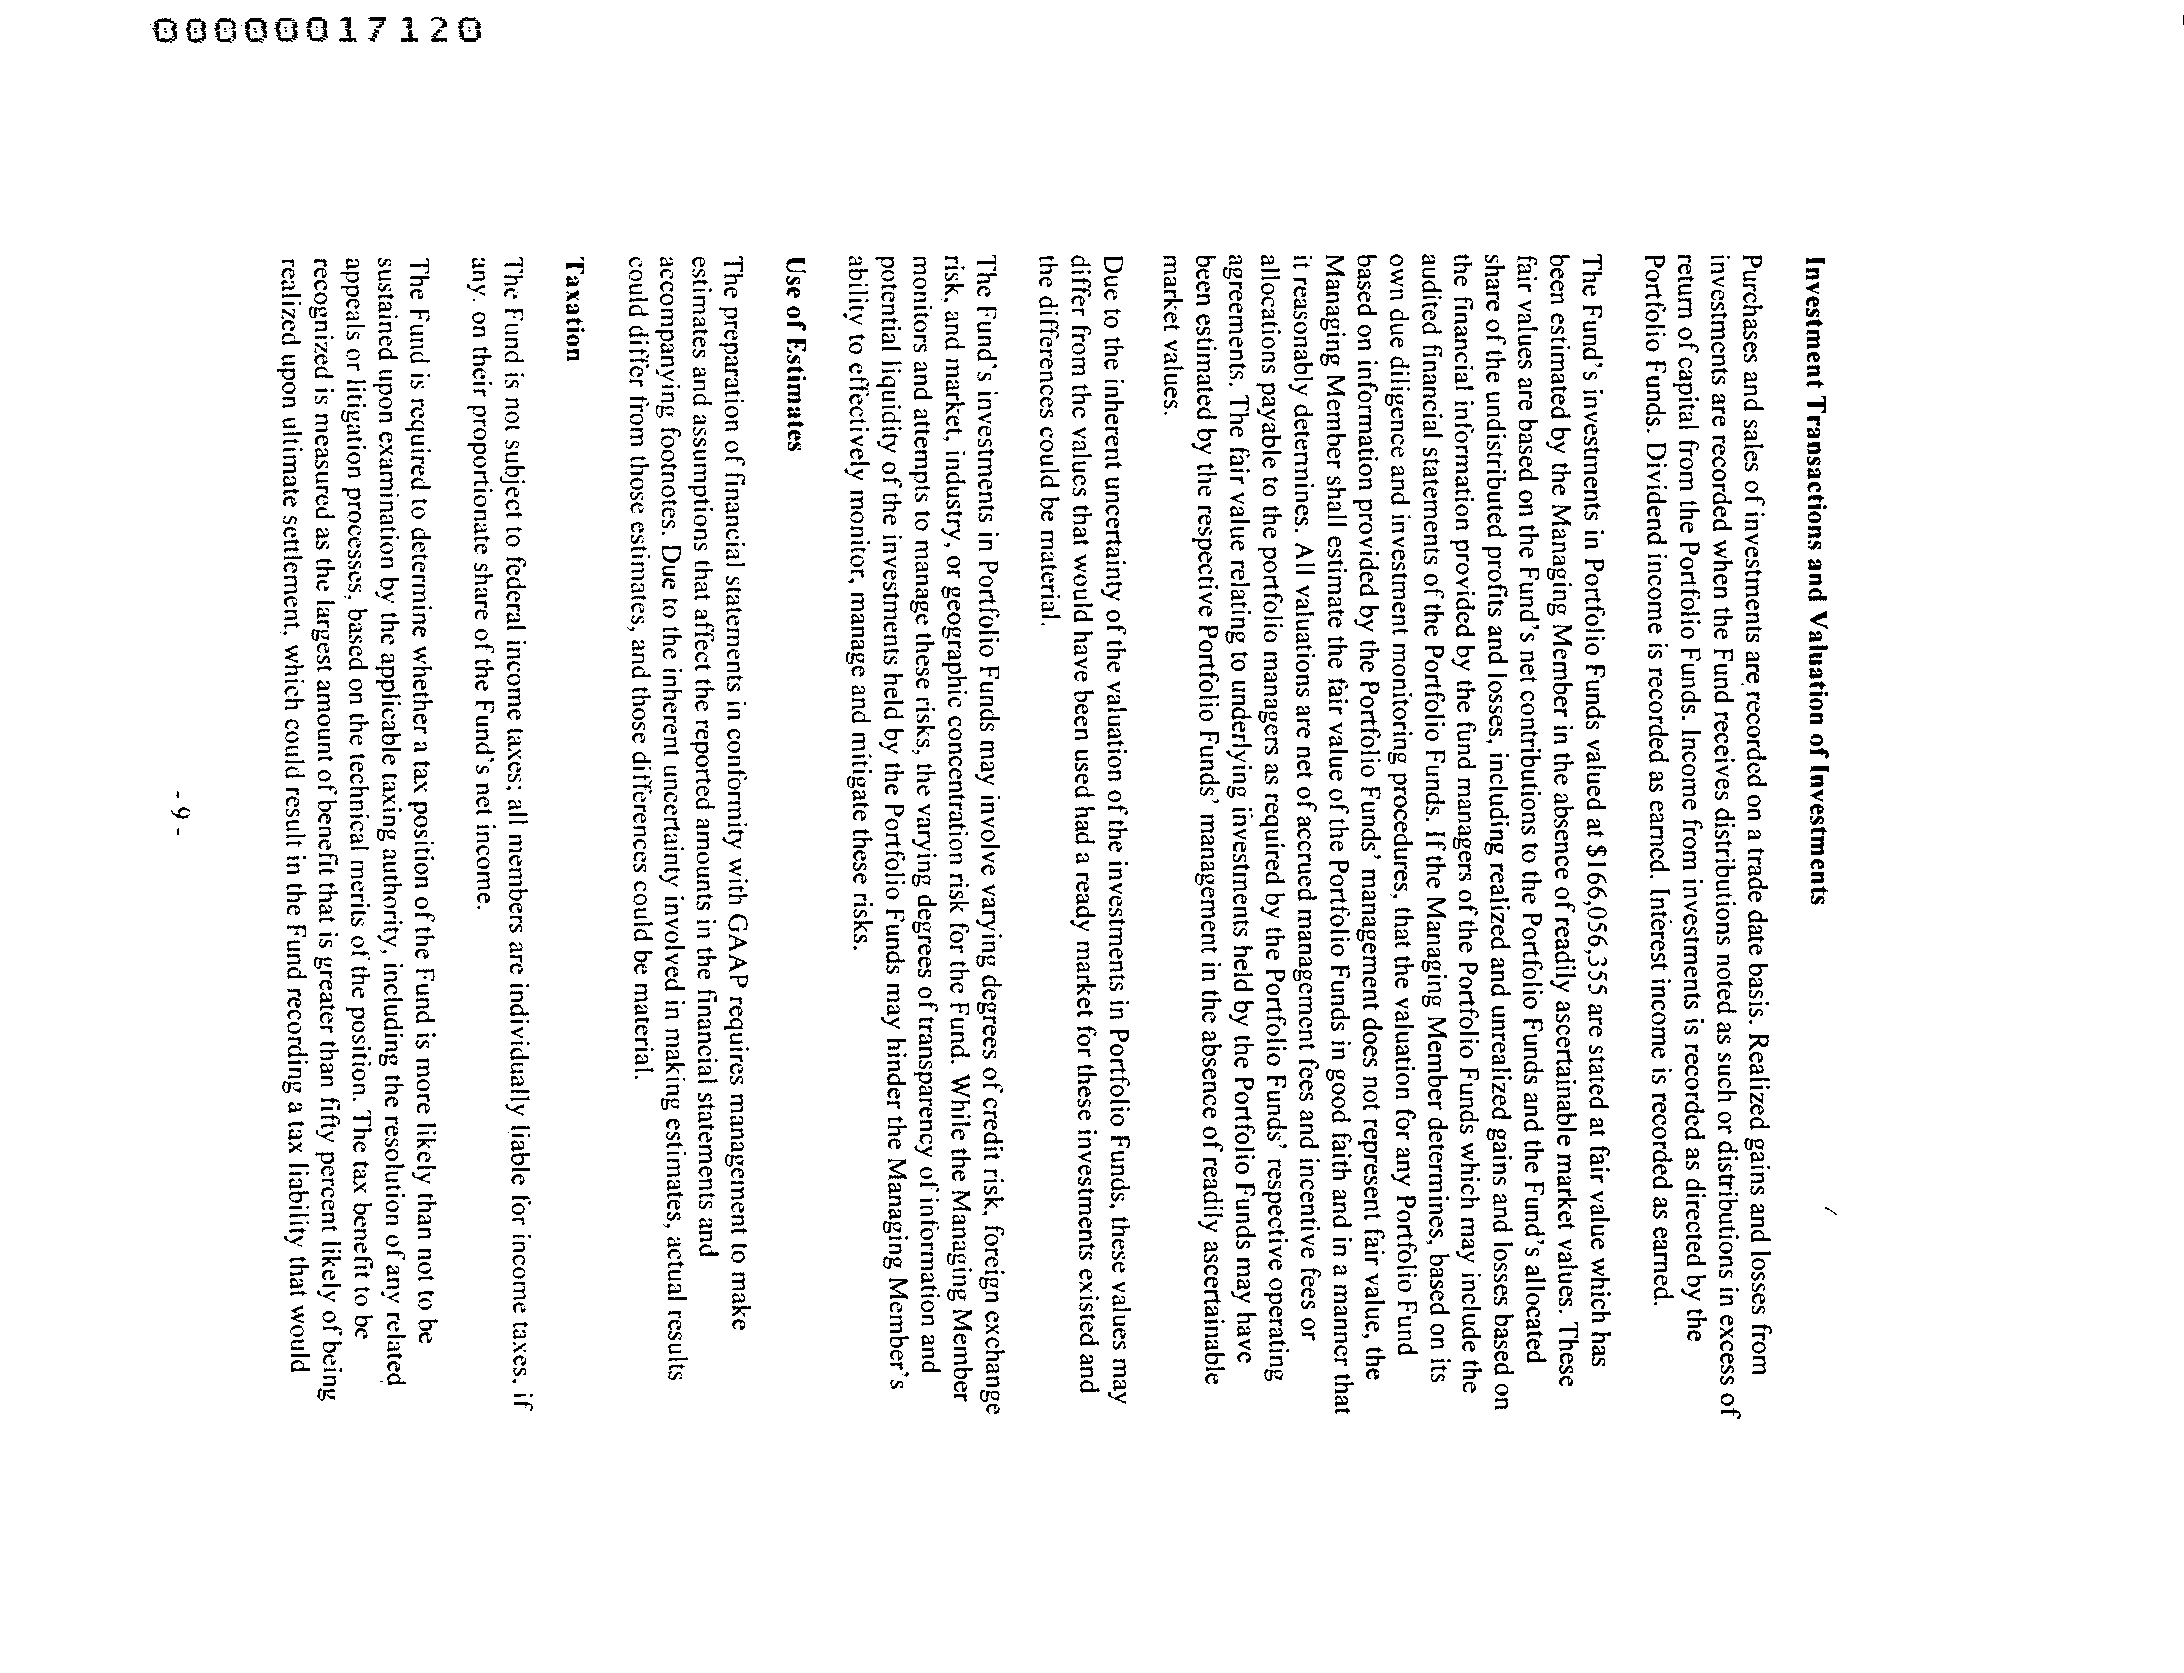 Investment Transactions and Valuation of Investments
Purchases and sales of investments are recorded on a trade date basis. Realized gains and losses from
investments are recorded when the Fund receives distributions noted as such or distributions in excess of
return of capital from the Portfolio Funds. Income from investments is recorded as directed by the
Portfolio Funds. Dividend income is recorded as earned. Interest income is recorded as earned.
The Fund's investments in Portfolio Funds valued at $166,056,355 are stated at fair value which has
been estimated by the Managing Member in the absence of readily ascertainable market values. These
fair values are based on the Fund's net contributions to the Portfolio Funds and the Fund's allocated
share of the undistributed profits and losses, including realized and unrealized gains and losses based on
the financial information provided by the fund managers of the Portfolio Funds which may include the
audited financial statements of the Portfolio Funds. If the Managing Member determines, based on its
own due diligence and investment monitoring procedures, that the valuation for any Portfolio Fund
based on information provided by the Portfolio Funds' management does not represent fair value, the
Managing Member shall estimate the fair value of the Portfolio Funds in good faith and in a manner that
it reasonably determines. All valuations are net of accrued management fees and incentive fees or
allocations payable to the portfolio managers as required by the Portfolio Funds' respective operating
agreements. The fair value relating to underlying investments held by the Portfolio Funds may have
been estimated by the respective Portfolio Funds' management in the absence of readily ascertainable
market values.
Due to the inherent uncertainty of the valuation of the investments in Portfolio Funds, these values may
differ from the values that would have been used had a ready market for these investments existed and
the differences could be material.
The Fund's investments in Portfolio Funds may involve varying degrees of credit risk, foreign exchange
risk, and market, industry, or geographic concentration risk for the Fund. While the Managing Member
monitors and attempts to manage these risks, the varying degrees of transparency of information and
potential liquidity of the investments held by the Portfolio Funds may hinder the Managing Member's
ability to effectively monitor, manage and mitigate these risks.
Use of Estimates
The preparation of financial statements in conformity with GAAP requires management to make
estimates and assumptions that affect the reported amounts in the financial statements and
accompanying footnotes. Due to the inherent uncertainty involved in making estimates, actual results
could differ from those estimates, and those differences could be material.
Taxation
The Fund is not subject to federal income taxes; all members are individually liable for income taxes, if
any, on their proportionate share of the Fund's net income.
The Fund is required to determine whether a tax position of the Fund is more likely than not to be
sustained upon examination by the applicable taxing authority, including the resolution of any related
appeals or litigation processes, based on the technical merits of the position. The tax benefit to be
recognized is measured as the largest amount of benefit that is greater than fifty percent likely of being
realized upon ultimate settlement, which could result in the Fund recording a tax liability that would
- 9 -
00000017120